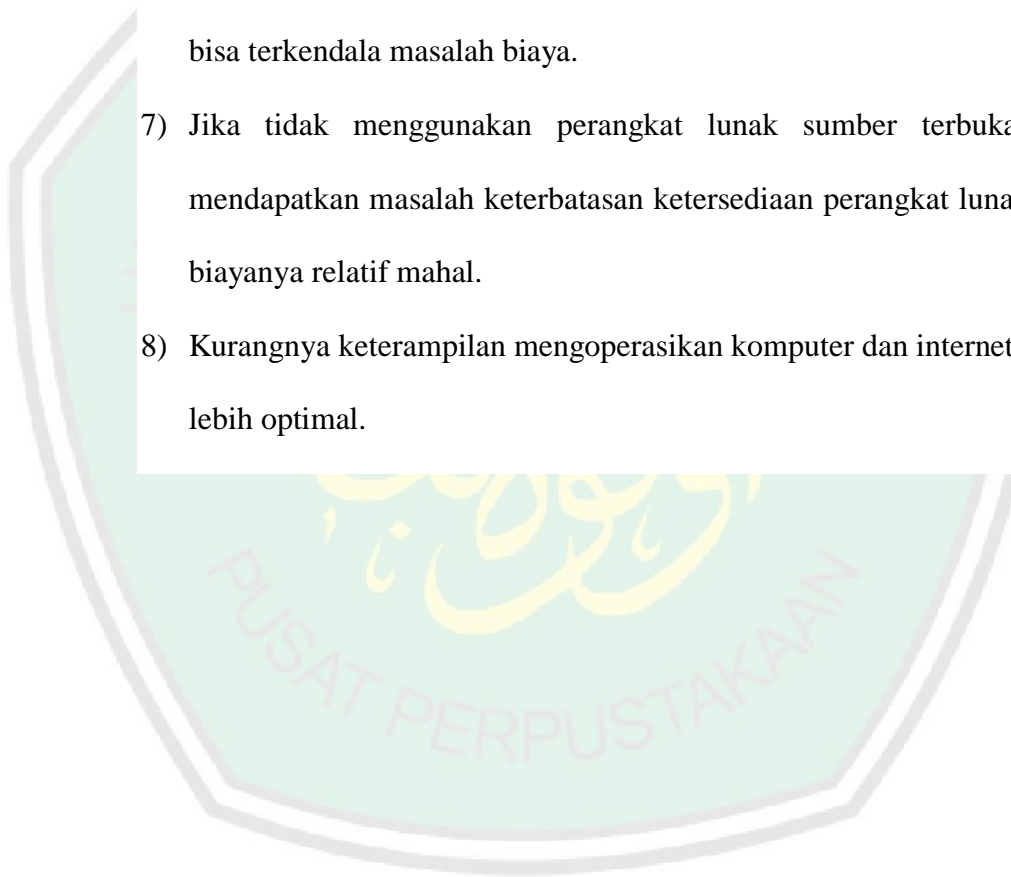 bisa terkendala masalah biaya.
7) Jika tidak menggunakan perangkat lunak sumber terbuka
mendapatkan masalah keterbatasan ketersediaan perangkat luna
biayanya relatif mahal.
8) Kurangnya keterampilan mengoperasikan komputer dan internet
lebih optimal.
PUSAT PERPUSTAKAAN